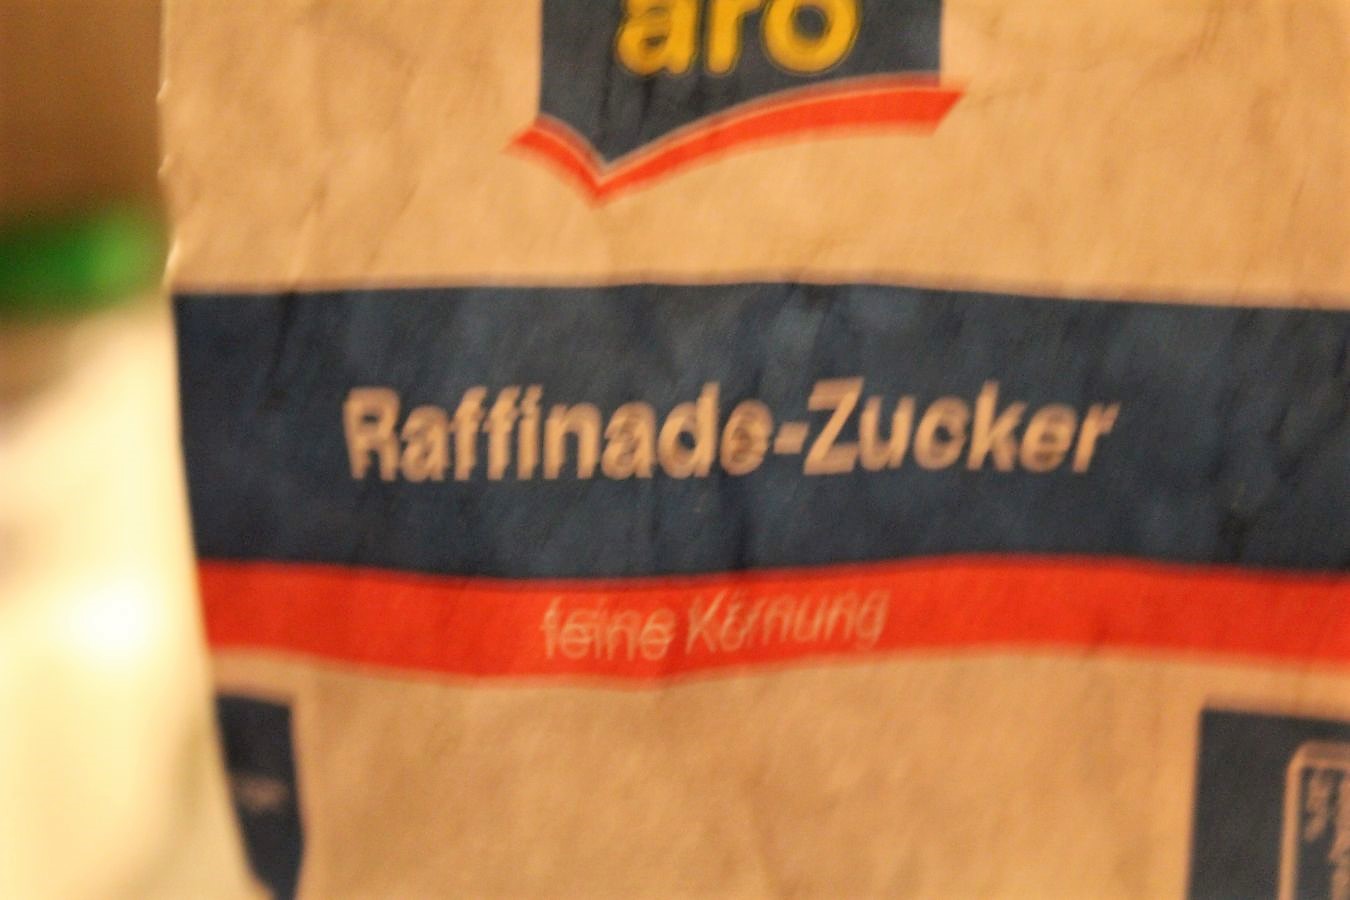 aro
Raffinade-Zucker
feine Körnung